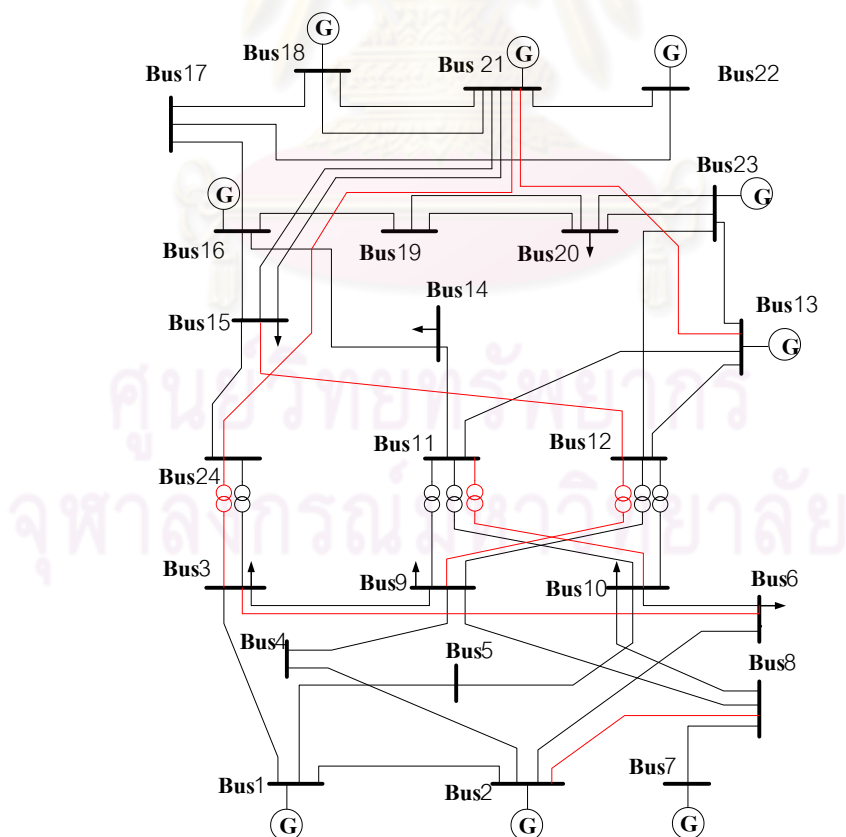 G
G
G
Bus18
Bus 21
Bus17
Bus22
Bus23
G
G
Bus16
Bus19
Bus20
Bus14
Bus13
Bus15
G
ศูนย์วิทยทรัพยากร
Bus11
Bus12
Bus24
จุฬาลงกรณ์มหาวิทยาลัย
Bus3
Bus9
Bus10
Bus6
Bus4
Bus5
Bus8
Bus1
Bus2
Bus7
G
G
G